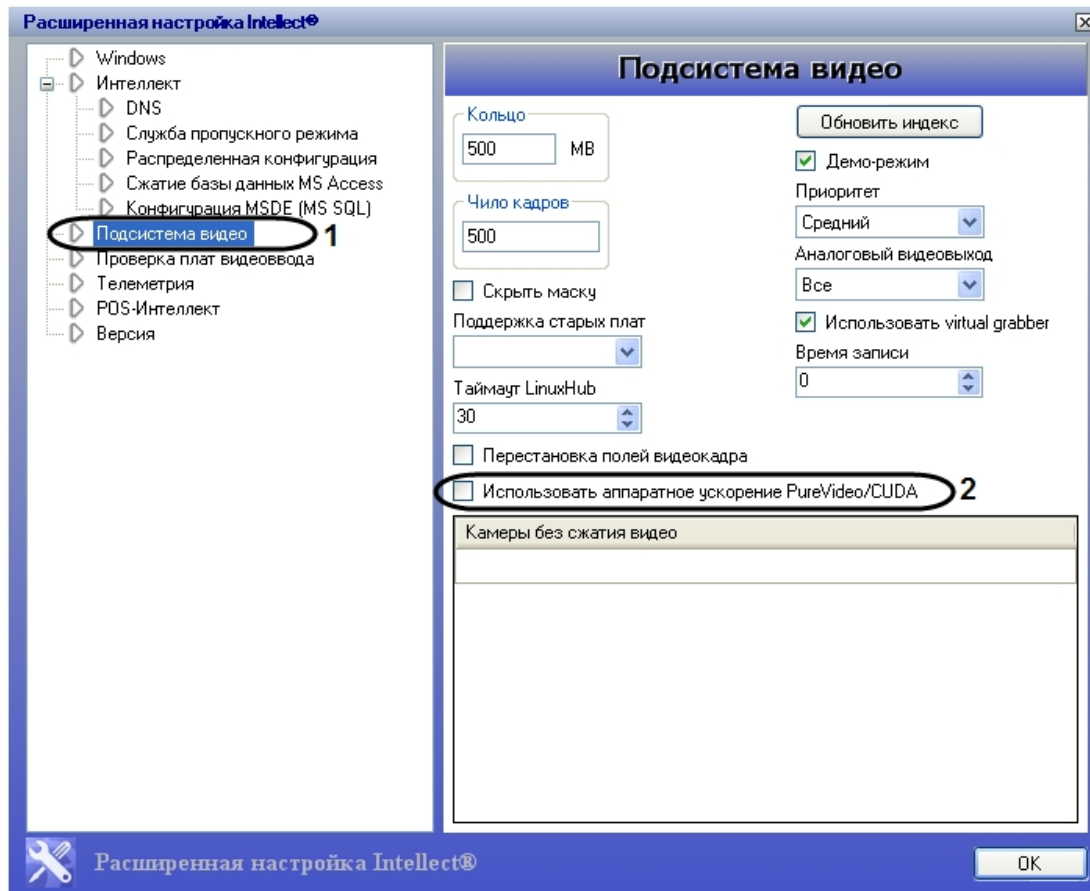 Расширенная настройка Intellect®
Windows
Интеллект
DNS
Служба пропускного режима
Распределенная конфигурация
Сжатие базы данных MS Access
Конфигурация MSDE (MS SQL)
Подсистема видео
1
Проверка плат видеоввода
Телеметрия
POS-Интеллект
Версия
Подсистема видео
Кольцо
500 MB
Чило кадров
500
Скрыть маску
Поддержка старых плат
Таймаут LinuxHub
30
Обновить индекс
Демо-режим
Приоритет
Средний
Аналоговый видеовыход
Все
Использовать virtual grabber
Время записи
0
Перестановка полей видеокадра
Использовать аппаратное ускорение PureVideo/CUDA
2
Камеры без сжатия видео
Расширенная настройка Intellect®
OK